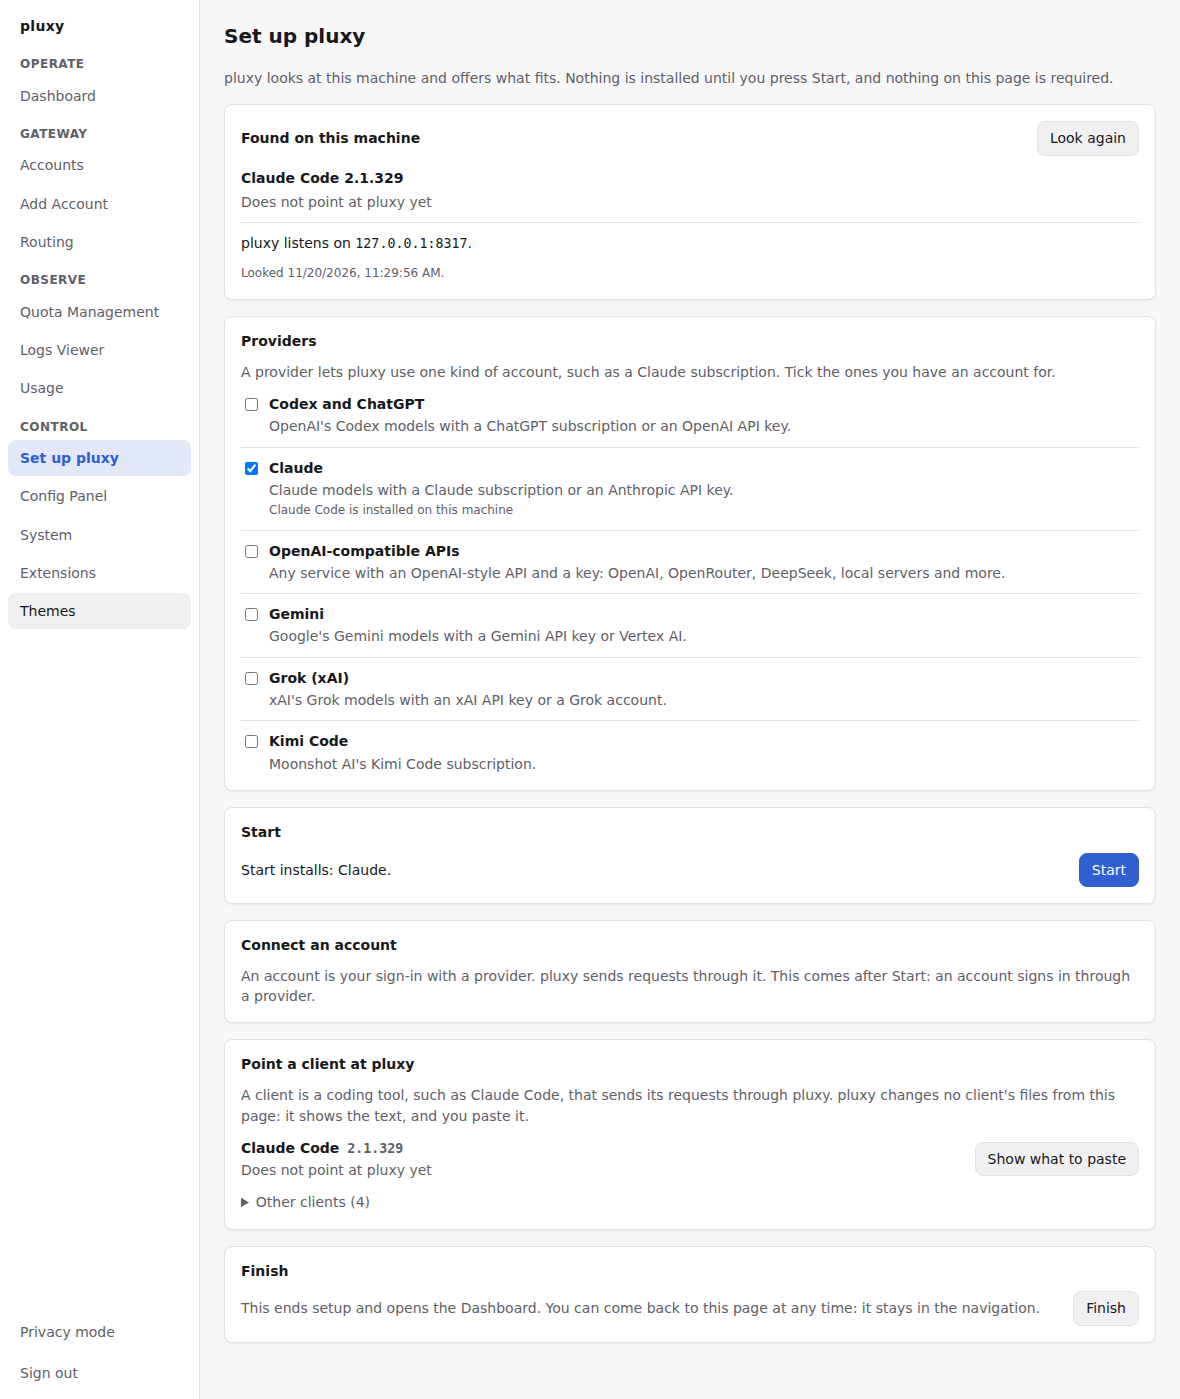 pluxy
OPERATE
Dashboard
GATEWAY
Accounts
Add Account
Routing
OBSERVE
Quota Management
Logs Viewer
Usage
CONTROL
Set up pluxy
Config Panel
System
Extensions
Themes
Privacy mode
Sign out
Set up pluxy
pluxy looks at this machine and offers what fits. Nothing is installed until you press Start, and nothing on this page is required.
Found on this machine
Look again
Claude Code 2.1.329
Does not point at pluxy yet
pluxy listens on 127.0.0.1:8317.
Looked 11/20/2026, 11:29:56 AM.
Providers
A provider lets pluxy use one kind of account, such as a Claude subscription. Tick the ones you have an account for.
Codex and ChatGPT
OpenAI's Codex models with a ChatGPT subscription or an OpenAI API key.
Claude
Claude models with a Claude subscription or an Anthropic API key.
Claude Code is installed on this machine
OpenAI-compatible APIs
Any service with an OpenAI-style API and a key: OpenAI, OpenRouter, DeepSeek, local servers and more.
Gemini
Google's Gemini models with a Gemini API key or Vertex AI.
Grok (xAI)
xAI's Grok models with an xAI API key or a Grok account.
Kimi Code
Moonshot AI's Kimi Code subscription.
Start
Start installs: Claude.
Start
Connect an account
An account is your sign-in with a provider. pluxy sends requests through it. This comes after Start: an account signs in through
a provider.
Point a client at pluxy
A client is a coding tool, such as Claude Code, that sends its requests through pluxy. pluxy changes no client's files from this
page: it shows the text, and you paste it.
Claude Code 2.1.329
Does not point at pluxy yet
Show what to paste
Other clients (4)
Finish
This ends setup and opens the Dashboard. You can come back to this page at any time: it stays in the navigation.
Finish